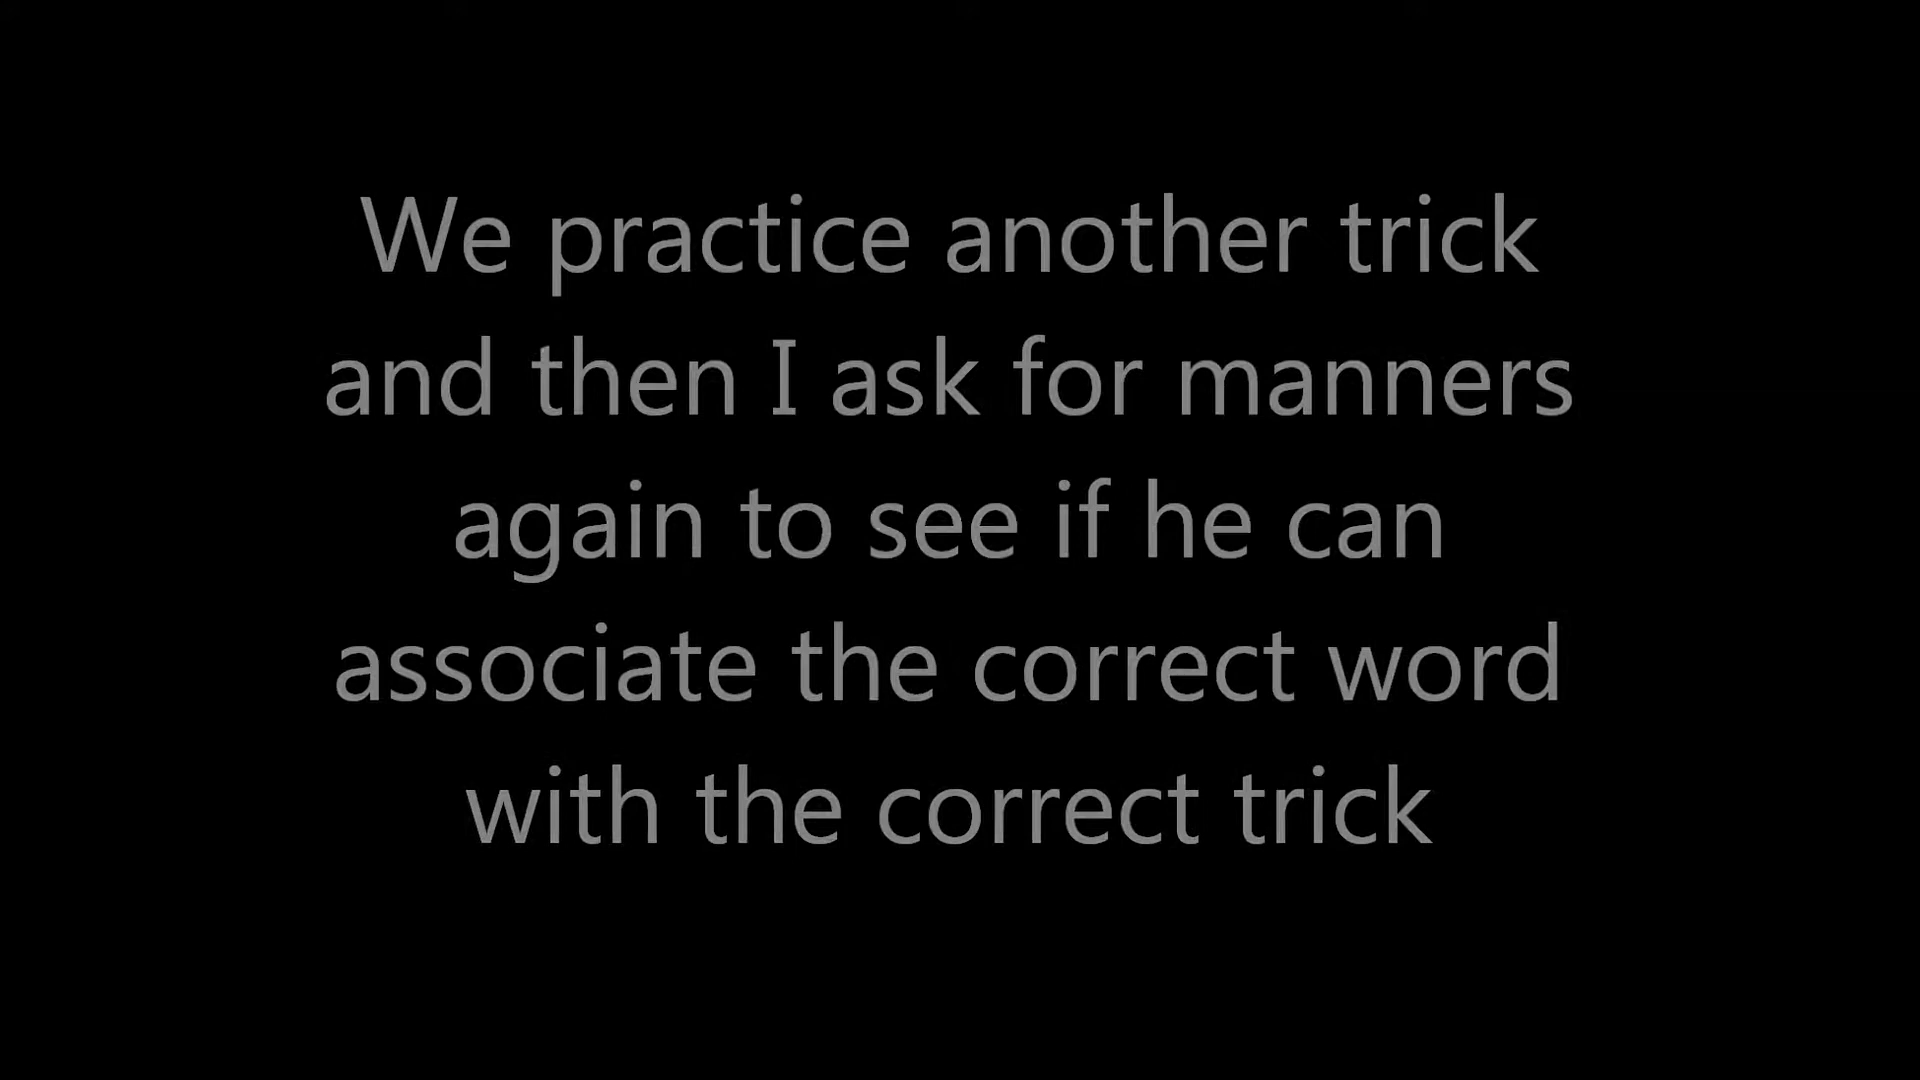 We practice another trick
and then I ask for manners
again to see if he can
associate the correct word
with the correct trick